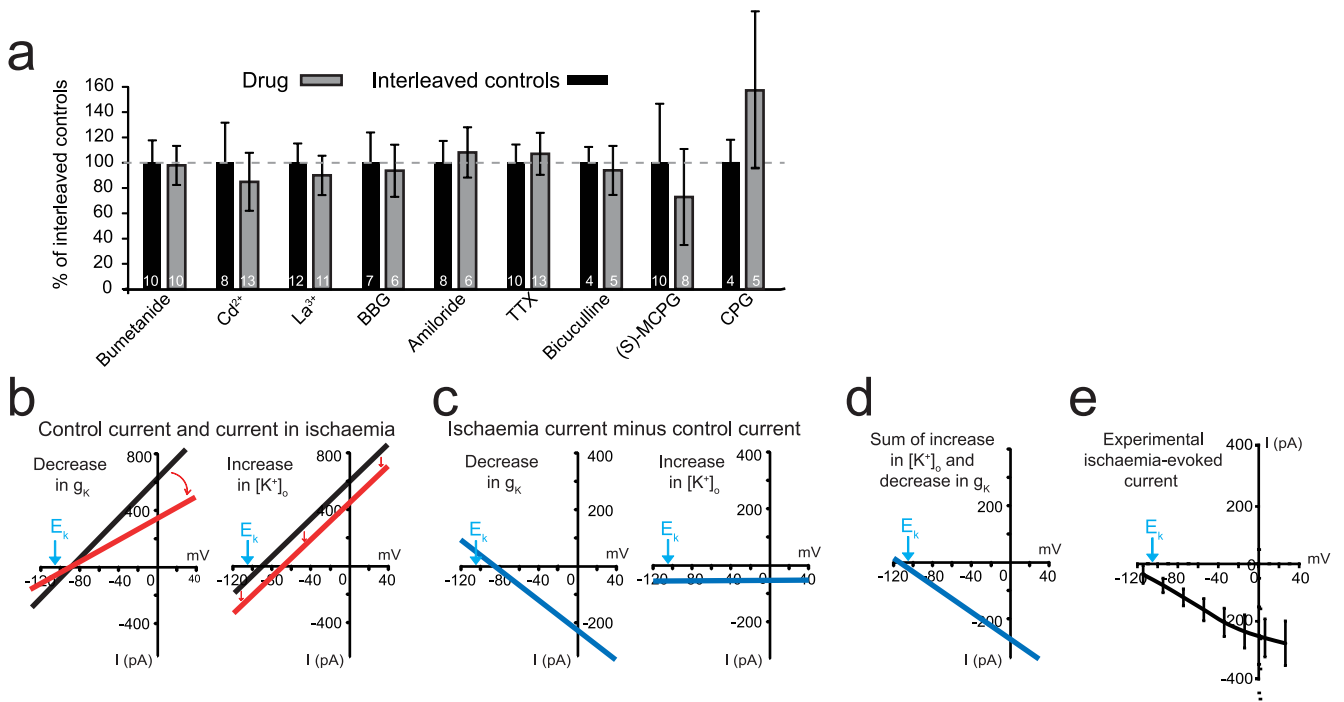 a
Drug Interleaved controls
% of interleaved controls
160
140
120
100
80
60
40
20
0
10 10 8 13 12 11 7 6 8 6 10 13 4 5 10 8 4 5
Bumetanide
Cd²⁺
La³⁺
BBG
Amiloride
TTX
Bicuculline
(S)-MCPG
CPG
b
Control current and current in ischaemia
Decrease
in gK
800
400
Ek
mV
-120 -80 -40 0 40
-400
I (pA)
Increase
in [K⁺]o
800
400
Ek
mV
-120 -80 -40 0 40
-400
I (pA)
c
Ischaemia current minus control current
Decrease
in gK
400
200
Ek
mV
-120 -80 -40 0 40
-200
I (pA)
Increase
in [K⁺]o
400
200
Ek
mV
-120 -80 -40 0 40
-200
I (pA)
d
Sum of increase
in [K⁺]o and
decrease in gK
400
200
Ek
mV
-120 -80 -40 0 40
-200
I (pA)
e
Experimental
ischaemia-evoked
current
I (pA)
400
200
Ek
mV
-120 -80 -40 0 40
-200
-400